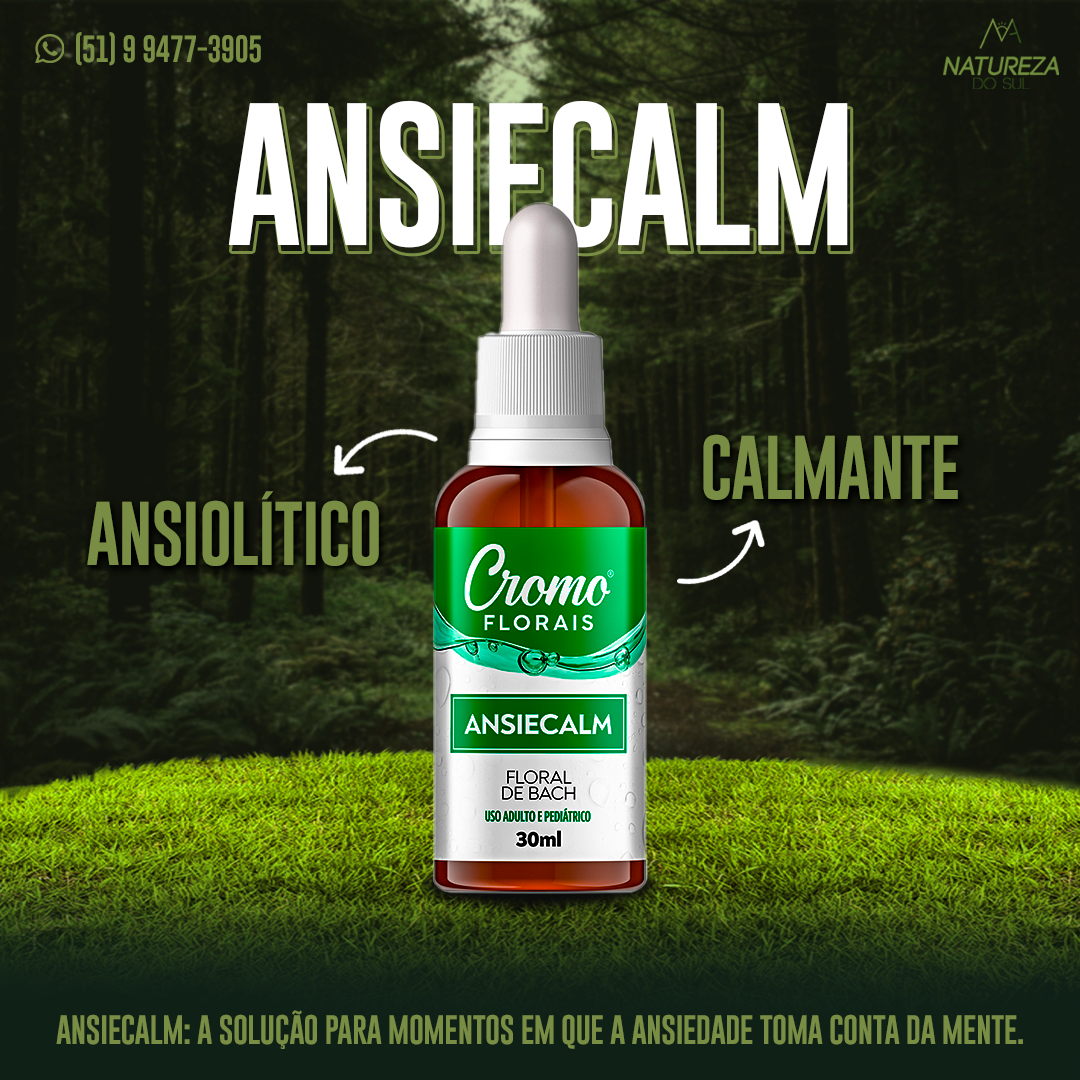 (51) 9 9477-3905
NATUREZA
DO SUL
ANSIECALM
CALMANTE
ANSIOLÍTICO
Cromo®
FLORAIS
ANSIECALM
FLORAL
DE BACH
USO ADULTO E PEDIÁTRICO
30ml
ANSIECALM: A SOLUÇÃO PARA MOMENTOS EM QUE A ANSIEDADE TOMA CONTA DA MENTE.